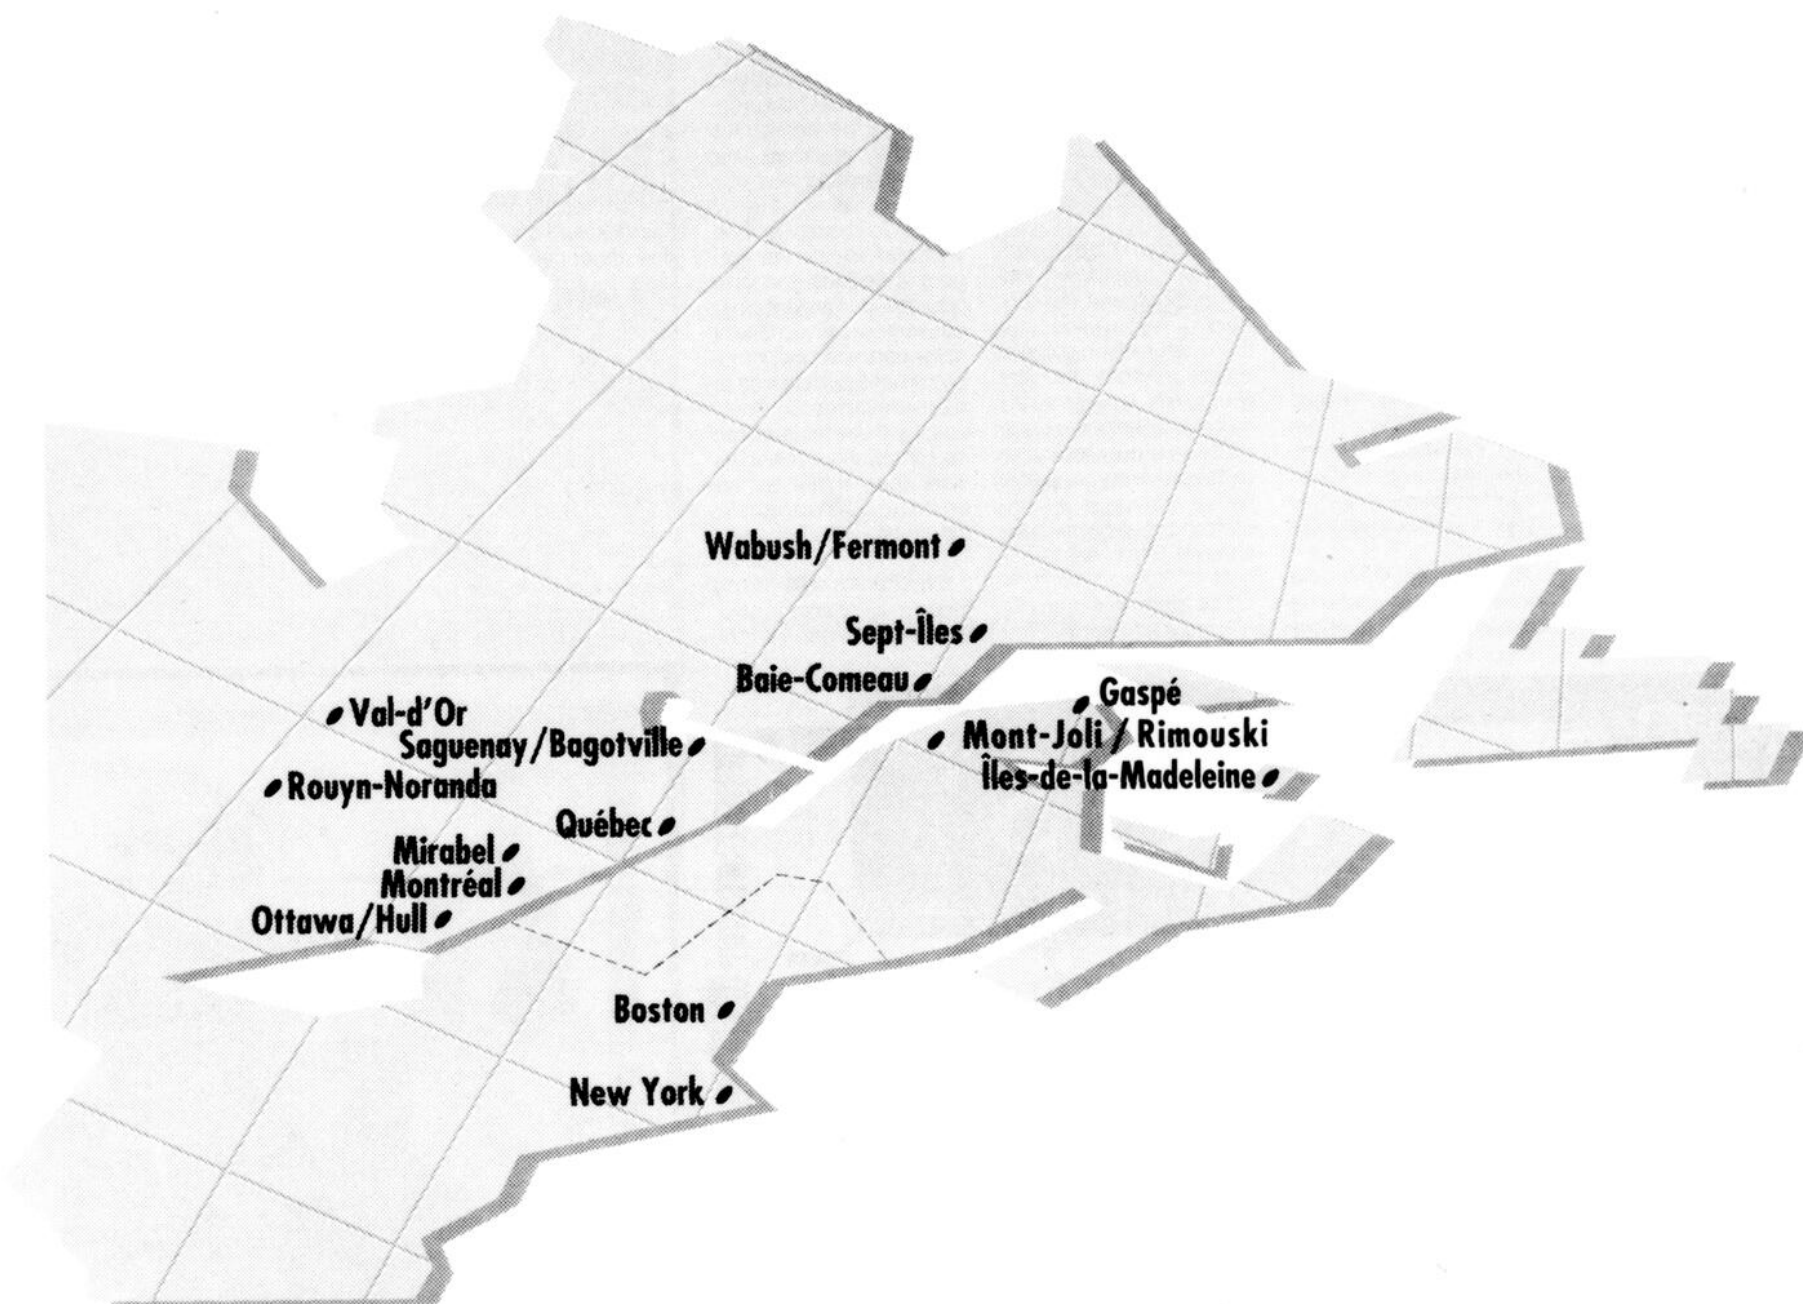 Wabush/Fermont
Sept-Îles
Baie-Comeau
Gaspé
Val-d'Or
Mont-Joli / Rimouski
Saguenay/Bagotville
Îles-de-la-Madeleine
Rouyn-Noranda
Québec
Mirabel
Montréal
Ottawa/Hull
Boston
New York